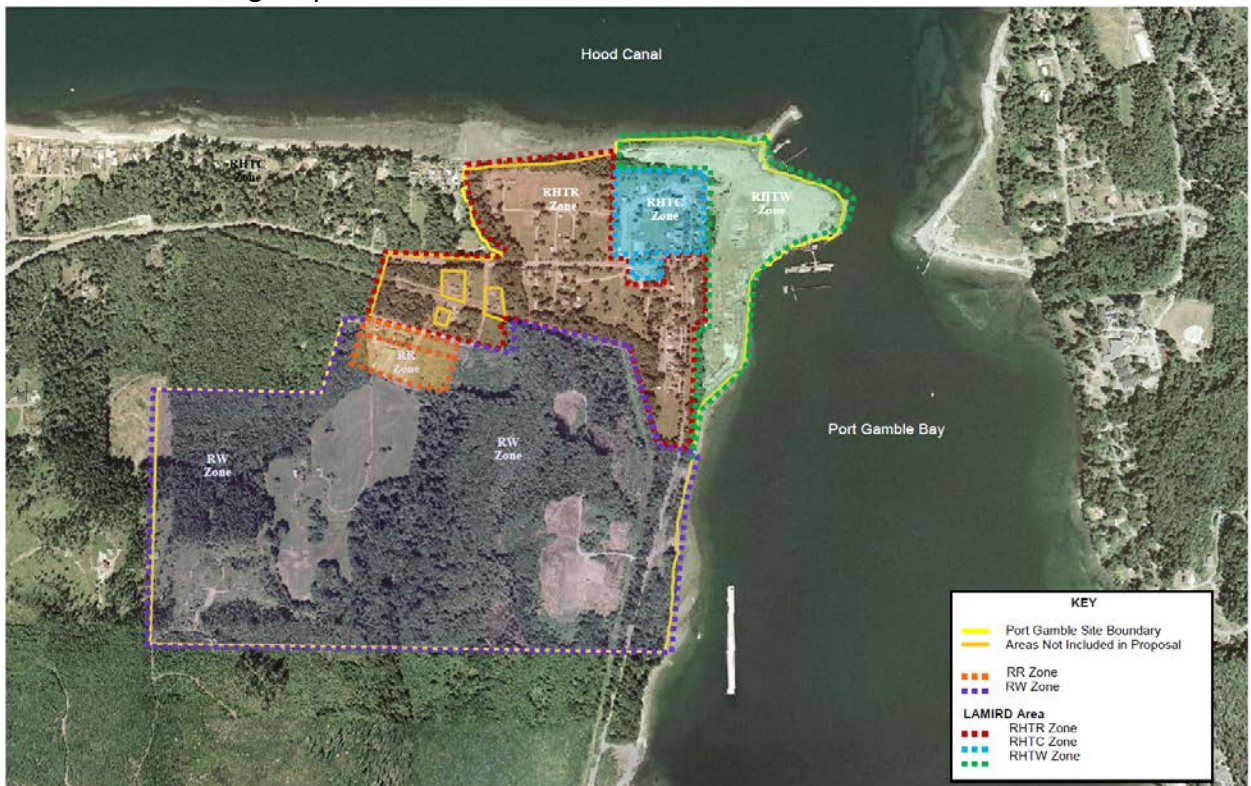 Hood Canal
RHTC
Zone
RHTR
Zone
RHTC
Zone
RHTW
Zone
RR
Zone
RW
Zone
RW
Zone
Port Gamble Bay
KEY
Port Gamble Site Boundary
Areas Not Included in Proposal
RR Zone
RW Zone
LAMIRD Area
RHTR Zone
RHTC Zone
RHTW Zone